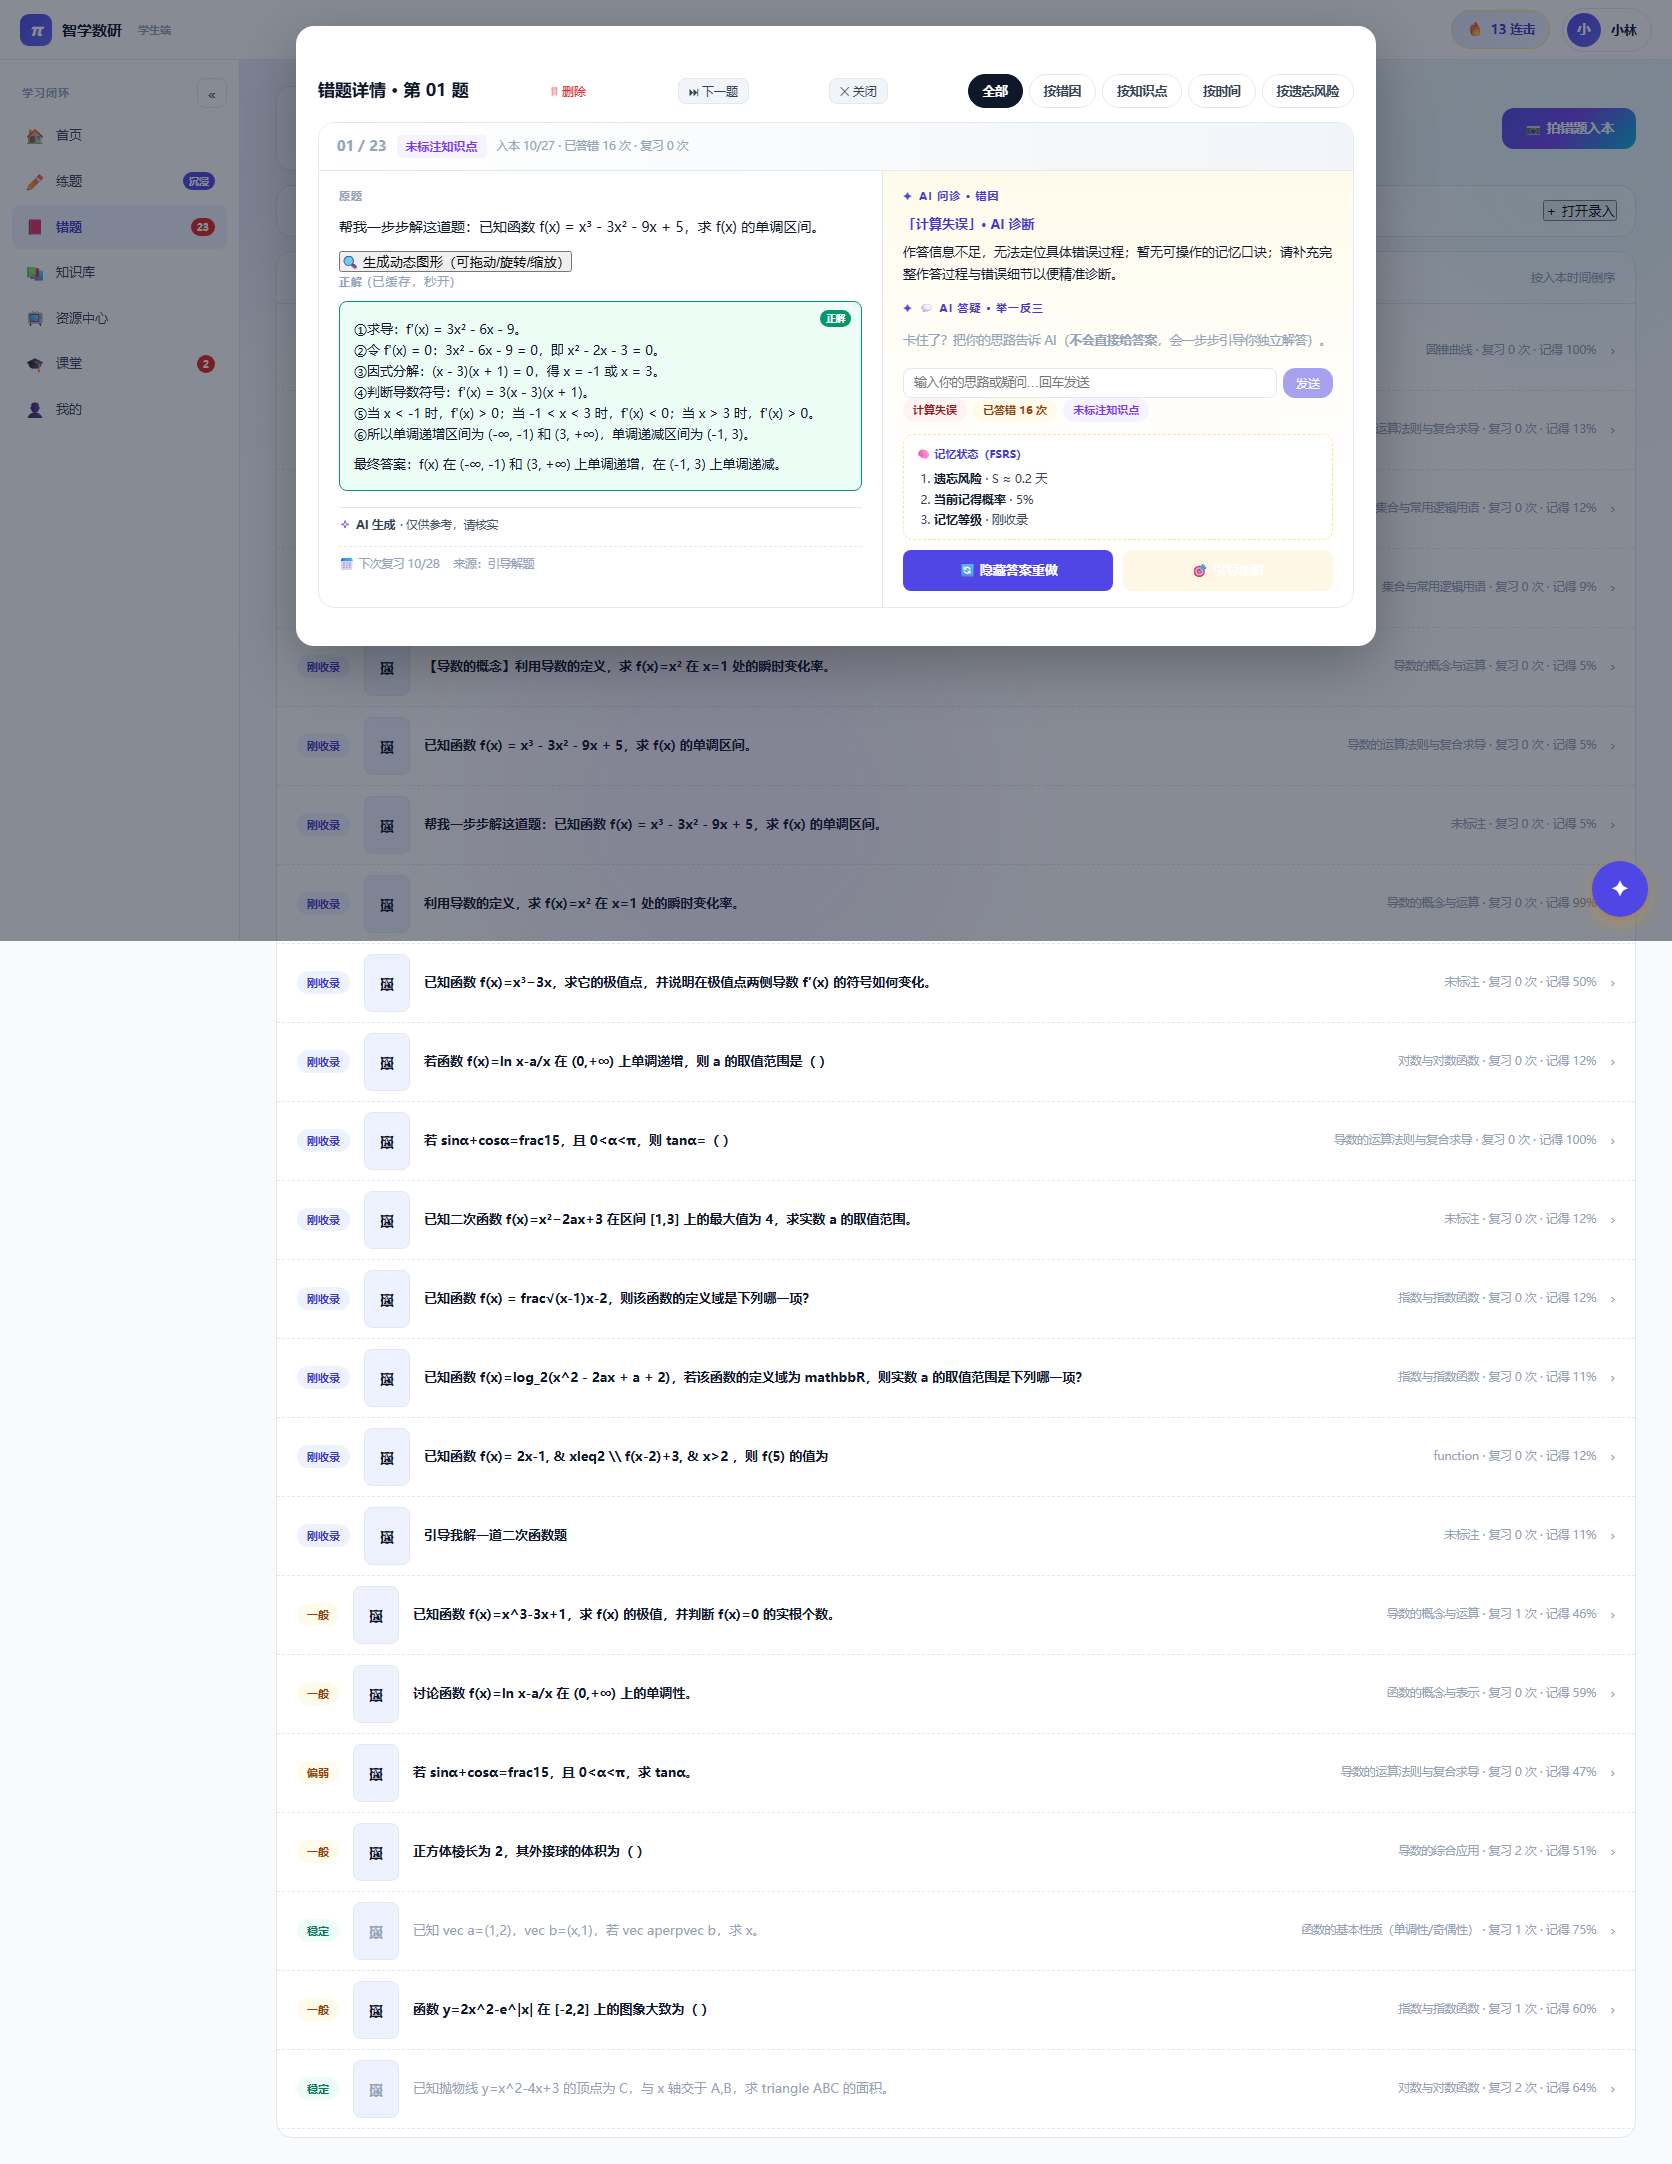 π 智学数研 学生端
13 连击
小 小林
学习闭环 «
首页
练题 沉浸
错题 23
知识库
资源中心
课堂 2
我的
拍错题入本
+ 打开录入
按入本时间倒序
错题详情 · 第 01 题
删除
下一题
× 关闭
全部 按错因 按知识点 按时间 按遗忘风险
01 / 23 未标注知识点 入本 10/27 · 已答错 16 次 · 复习 0 次
原题
帮我一步步解这道题：已知函数 f(x) = x³ - 3x² - 9x + 5，求 f(x) 的单调区间。
生成动态图形（可拖动/旋转/缩放）
正解（已缓存，秒开）
正解
①求导：f'(x) = 3x² - 6x - 9。
②令 f'(x) = 0：3x² - 6x - 9 = 0，即 x² - 2x - 3 = 0。
③因式分解：(x - 3)(x + 1) = 0，得 x = -1 或 x = 3。
④判断导数符号：f'(x) = 3(x - 3)(x + 1)。
⑤当 x < -1 时，f'(x) > 0；当 -1 < x < 3 时，f'(x) < 0；当 x > 3 时，f'(x) > 0。
⑥所以单调递增区间为 (-∞, -1) 和 (3, +∞)，单调递减区间为 (-1, 3)。
最终答案：f(x) 在 (-∞, -1) 和 (3, +∞) 上单调递增，在 (-1, 3) 上单调递减。
AI 生成 · 仅供参考，请核实
下次复习 10/28 来源：引导解题
AI 问诊 · 错因
「计算失误」· AI 诊断
作答信息不足，无法定位具体错误过程；暂无可操作的记忆口诀；请补充完
整作答过程与错误细节以便精准诊断。
AI 答疑 · 举一反三
卡住了？把你的思路告诉 AI（不会直接给答案，会一步步引导你独立解答）。
输入你的思路或疑问…回车发送 发送
计算失误 已答错 16 次 未标注知识点
记忆状态（FSRS）
1. 遗忘风险 · S ≈ 0.2 天
2. 当前记得概率 · 5%
3. 记忆等级 · 刚收录
隐藏答案重做
引导重解
圆锥曲线 · 复习 0 次 · 记得 100% ›
运算法则与复合求导 · 复习 0 次 · 记得 13% ›
集合与常用逻辑用语 · 复习 0 次 · 记得 12% ›
集合与常用逻辑用语 · 复习 0 次 · 记得 9% ›
刚收录 【导数的概念】利用导数的定义，求 f(x)=x² 在 x=1 处的瞬时变化率。 导数的概念与运算 · 复习 0 次 · 记得 5% ›
刚收录 已知函数 f(x) = x³ - 3x² - 9x + 5，求 f(x) 的单调区间。 导数的运算法则与复合求导 · 复习 0 次 · 记得 5% ›
刚收录 帮我一步步解这道题：已知函数 f(x) = x³ - 3x² - 9x + 5，求 f(x) 的单调区间。 未标注 · 复习 0 次 · 记得 5% ›
刚收录 利用导数的定义，求 f(x)=x² 在 x=1 处的瞬时变化率。 导数的概念与运算 · 复习 0 次 · 记得 99%
刚收录 已知函数 f(x)=x³−3x，求它的极值点，并说明在极值点两侧导数 f'(x) 的符号如何变化。 未标注 · 复习 0 次 · 记得 50% ›
刚收录 若函数 f(x)=ln x-a/x 在 (0,+∞) 上单调递增，则 a 的取值范围是（ ） 对数与对数函数 · 复习 0 次 · 记得 12% ›
刚收录 若 sinα+cosα=frac15，且 0<α<π，则 tanα=（ ） 导数的运算法则与复合求导 · 复习 0 次 · 记得 100% ›
刚收录 已知二次函数 f(x)=x²−2ax+3 在区间 [1,3] 上的最大值为 4，求实数 a 的取值范围。 未标注 · 复习 0 次 · 记得 12% ›
刚收录 已知函数 f(x) = frac√(x-1)x-2，则该函数的定义域是下列哪一项？ 指数与指数函数 · 复习 0 次 · 记得 12% ›
刚收录 已知函数 f(x)=log_2(x^2 - 2ax + a + 2)，若该函数的定义域为 mathbbR，则实数 a 的取值范围是下列哪一项？ 指数与指数函数 · 复习 0 次 · 记得 11% ›
刚收录 已知函数 f(x)= 2x-1, & xleq2 \\ f(x-2)+3, & x>2 ，则 f(5) 的值为 function · 复习 0 次 · 记得 12% ›
刚收录 引导我解一道二次函数题 未标注 · 复习 0 次 · 记得 11% ›
一般 已知函数 f(x)=x^3-3x+1，求 f(x) 的极值，并判断 f(x)=0 的实根个数。 导数的概念与运算 · 复习 1 次 · 记得 46% ›
一般 讨论函数 f(x)=ln x-a/x 在 (0,+∞) 上的单调性。 函数的概念与表示 · 复习 0 次 · 记得 59% ›
偏弱 若 sinα+cosα=frac15，且 0<α<π，求 tanα。 导数的运算法则与复合求导 · 复习 0 次 · 记得 47% ›
一般 正方体棱长为 2，其外接球的体积为（ ） 导数的综合应用 · 复习 2 次 · 记得 51% ›
稳定 已知 vec a=(1,2)，vec b=(x,1)，若 vec aperpvec b，求 x。 函数的基本性质（单调性/奇偶性） · 复习 1 次 · 记得 75% ›
一般 函数 y=2x^2-e^|x| 在 [-2,2] 上的图象大致为（ ） 指数与指数函数 · 复习 1 次 · 记得 60% ›
稳定 已知抛物线 y=x^2-4x+3 的顶点为 C，与 x 轴交于 A,B，求 triangle ABC 的面积。 对数与对数函数 · 复习 2 次 · 记得 64% ›